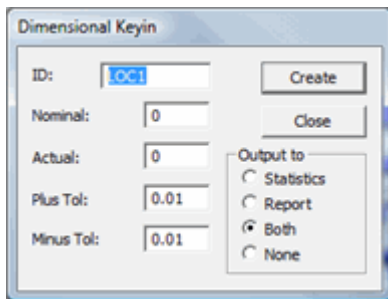 Dimensional Keyin
ID: LOC1
Create
Nominal: 0
Close
Actual: 0
Output to
Statistics
Plus Tol: 0.01
Report
Both
Minus Tol: 0.01
None